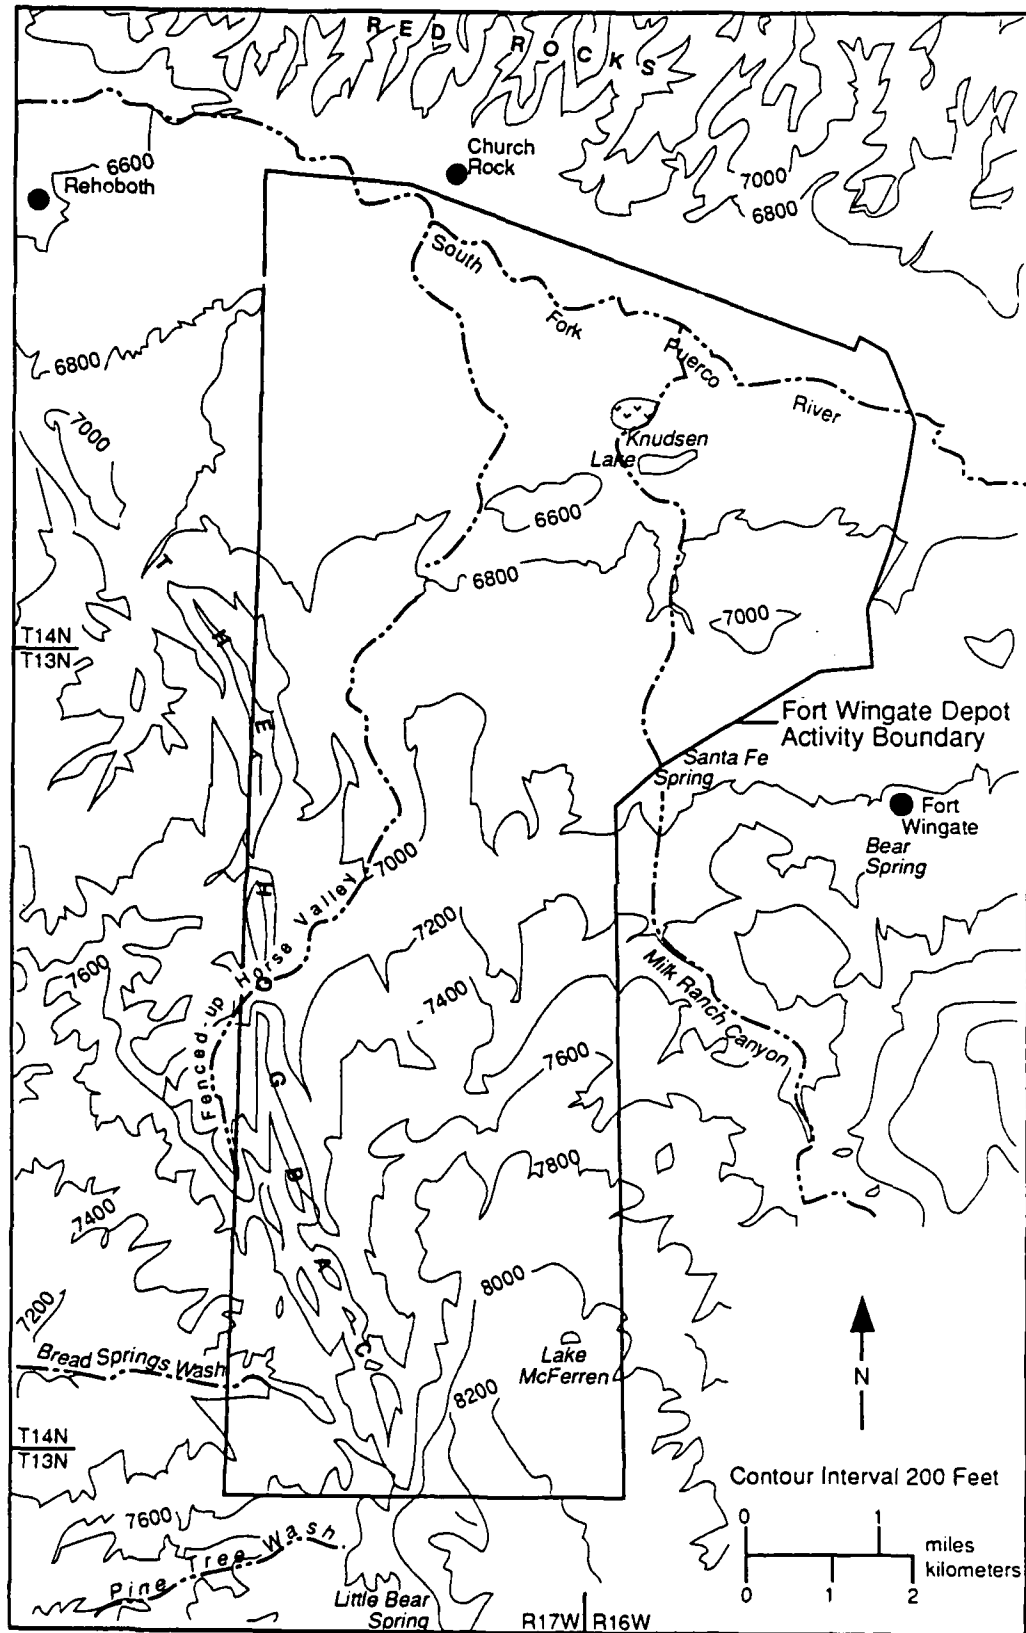 RED ROCKS
Church
Rock
6600
Rehoboth
7000
6800
South Fork Puerco River
6800
7000
Knudsen
Lake
6600
6800
7000
T14N
T13N
THE HOGBACK
Fort Wingate Depot
Activity Boundary
Santa Fe
Spring
Fort
Wingate
Bear
Spring
7000
Fenced-up Horse Valley
7200
7600
7400
Milk Ranch Canyon
7600
7800
7400
8000
7200
Bread Springs Wash
Lake
McFerren
8200
N
T14N
T13N
Contour Interval 200 Feet
0 1
miles
kilometers
0 1 2
7600
Pine Tree Wash
Little Bear
Spring
R17W R16W